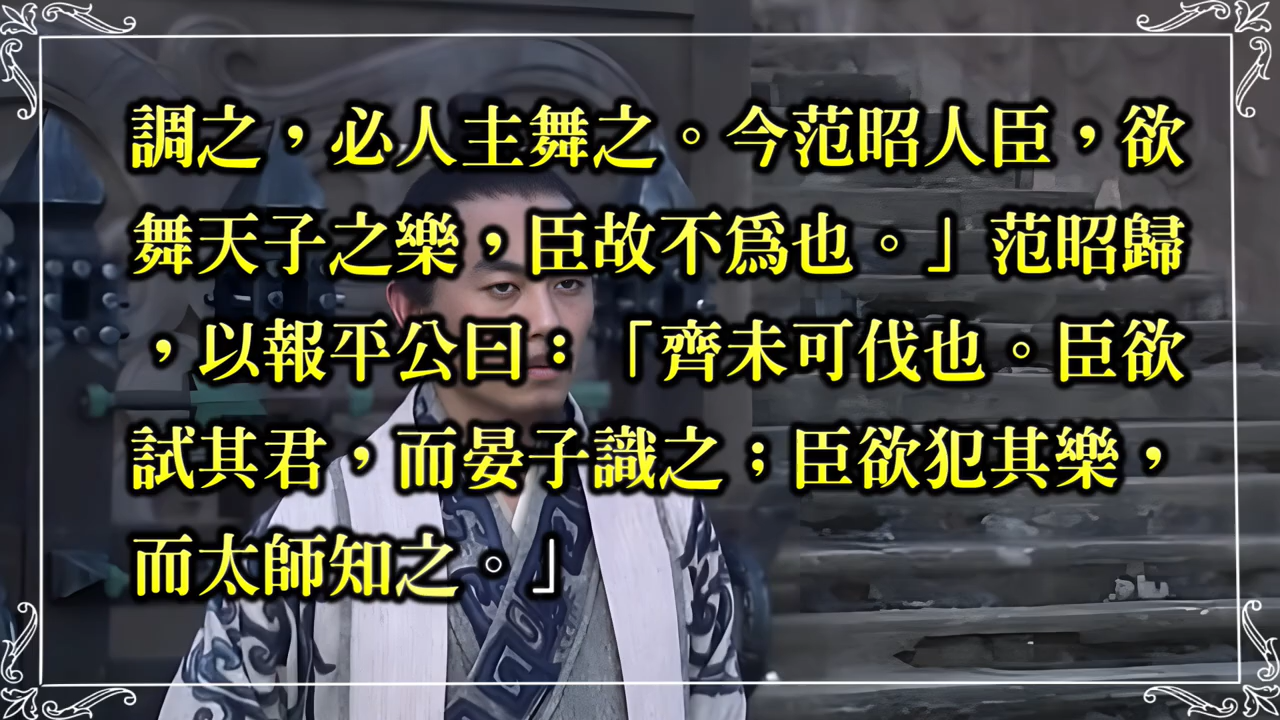 調之，必人主舞之。今范昭人臣，欲
舞天子之樂，臣故不爲也。」范昭歸
，以報平公曰：「齊未可伐也。臣欲
試其君，而晏子識之；臣欲犯其樂，
而太師知之。」